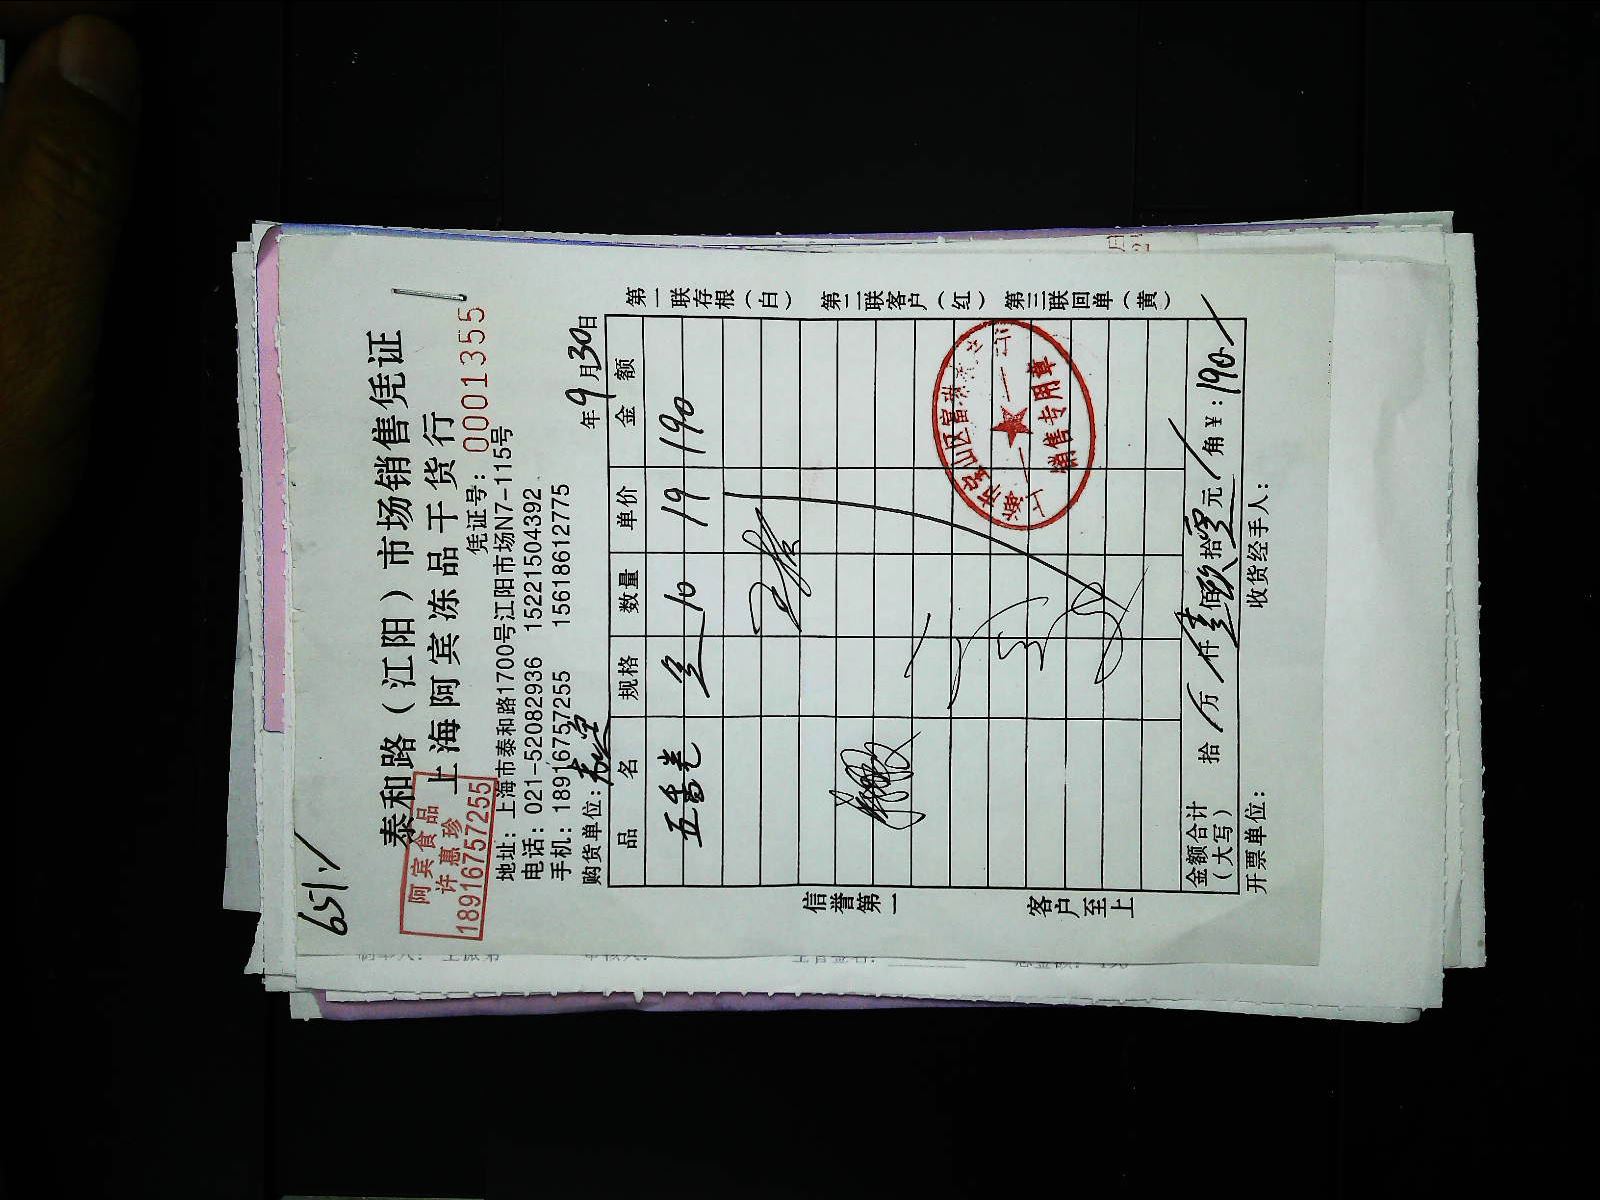 651√
泰和路（江阳）市场销售凭证
上海阿宾冻品干货行
阿宾食品
许惠珍
18916757255
凭证号：0001355
地址：上海市泰和路1700号江阳市场N7-115号
电话：021-52082936 15221504392
手机：18916757255 15618612775
购货单位： 年9月30日
品名 规格 数量 单价 金额
五香卷 10 19 190
第一联存根（白）
第二联客户（红）
第三联回单（黄）
信誉第一
客户至上
销售专用章
金额合计（大写） 拾/万/仟壹佰玖拾零元/角￥：190
开票单位： 收货经手人：